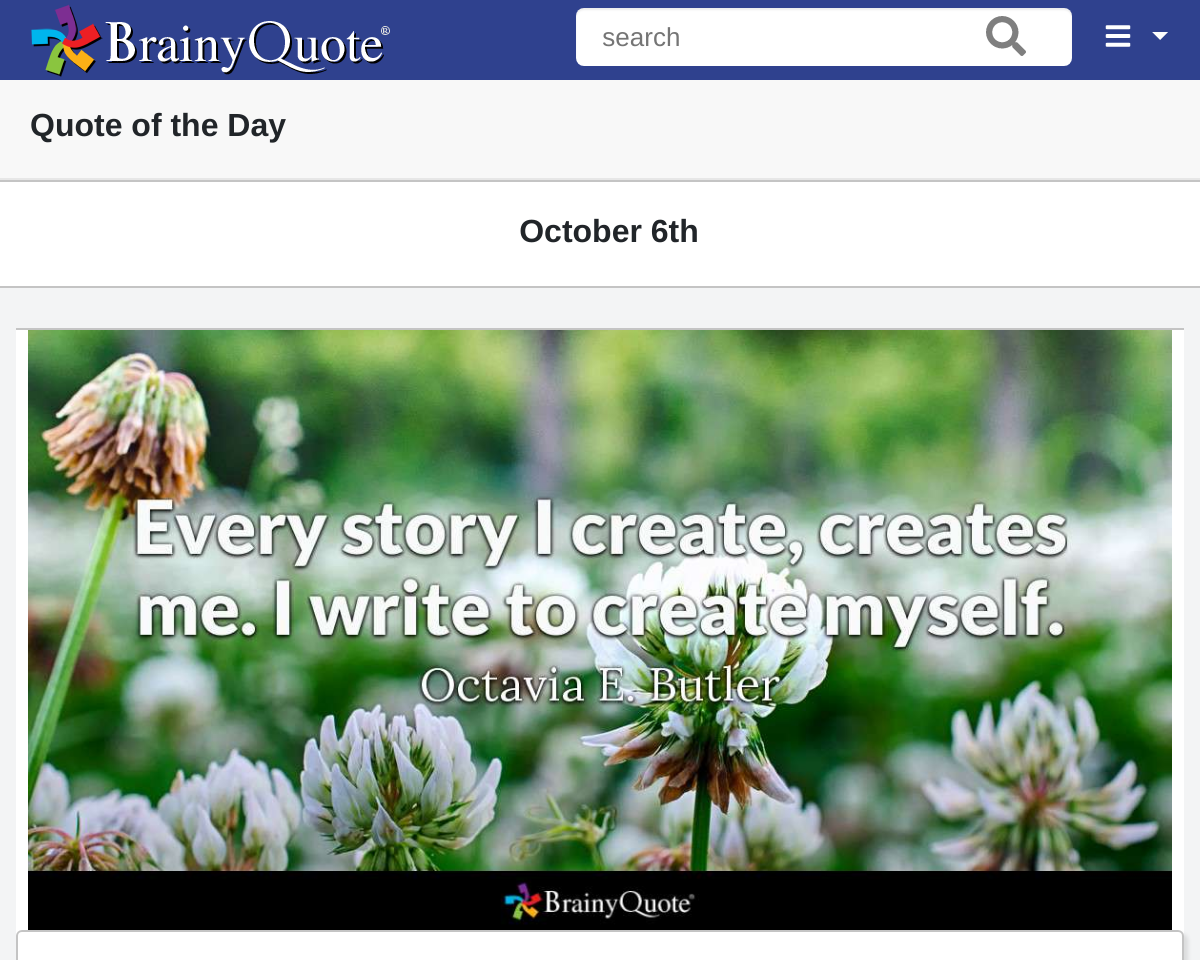 BrainyQuote®
search
Quote of the Day
October 6th
Every story I create, creates
me. I write to create myself.
Octavia E. Butler
BrainyQuote®